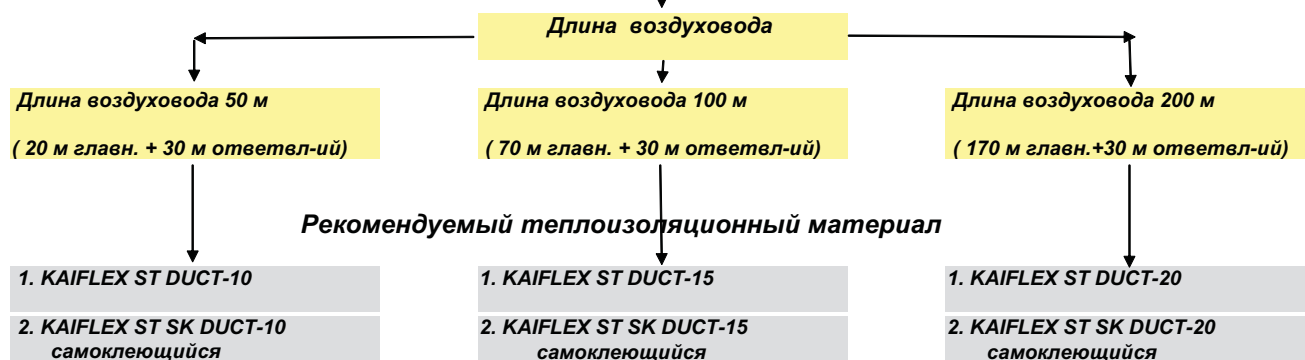 Длина воздуховода
Длина воздуховода 50 м
( 20 м главн. + 30 м ответвл-ий)
Длина воздуховода 100 м
( 70 м главн. + 30 м ответвл-ий)
Длина воздуховода 200 м
( 170 м главн.+30 м ответвл-ий)
Рекомендуемый теплоизоляционный материал
1. KAIFLEX ST DUCT-10
2. KAIFLEX ST SK DUCT-10
самоклеющийся
1. KAIFLEX ST DUCT-15
2. KAIFLEX ST SK DUCT-15
самоклеющийся
1. KAIFLEX ST DUCT-20
2. KAIFLEX ST SK DUCT-20
самоклеющийся